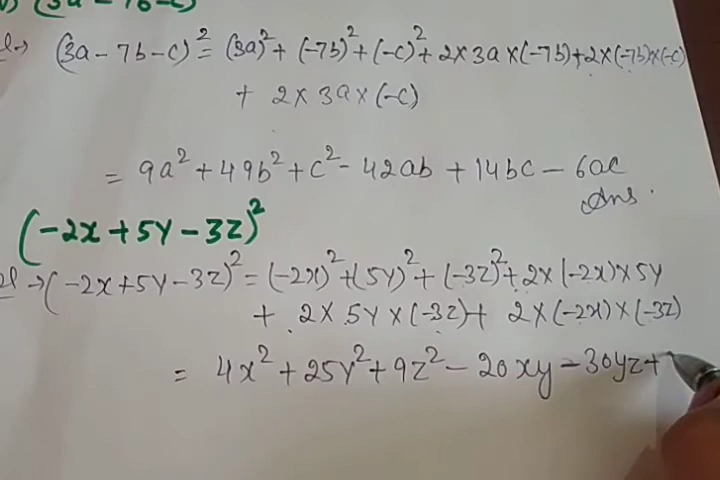 (3a - 7b - c)
(3a - 7b - c)² = (3a)² + (-7b)² + (-c)² + 2 × 3a × (-7b) + 2 × (-7b) × (-c)
+ 2 × 3a × (-c)
= 9a² + 49b² + c² - 42ab + 14bc - 6ac
Ans.
(-2x + 5y - 3z)²
→ (-2x + 5y - 3z)² = (-2x)² + (5y)² + (-3z)² + 2 × (-2x) × 5y
+ 2 × 5y × (-3z) + 2 × (-2x) × (-3z)
= 4x² + 25y² + 9z² - 20xy - 30yz +